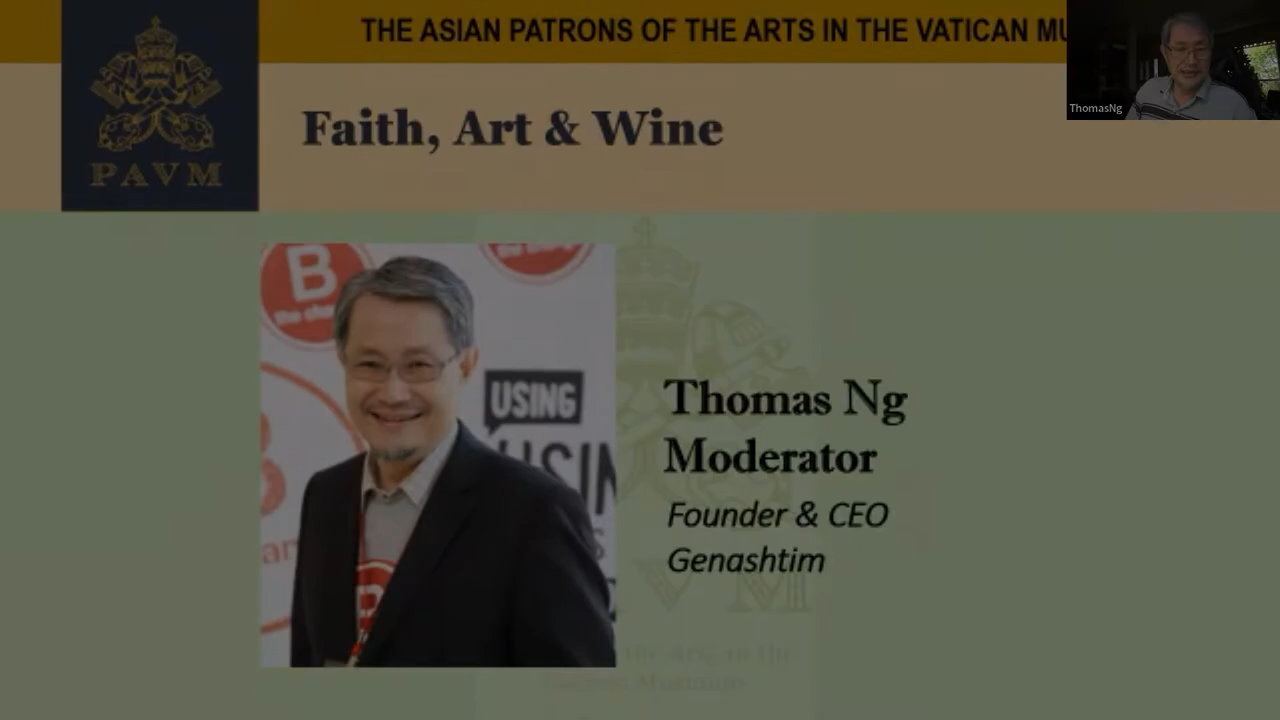 THE ASIAN PATRONS OF THE ARTS IN THE VATICAN MU
ThomasNg
PAVM
Faith, Art & Wine
B
USING
Thomas Ng
Moderator
Founder & CEO
Genashtim